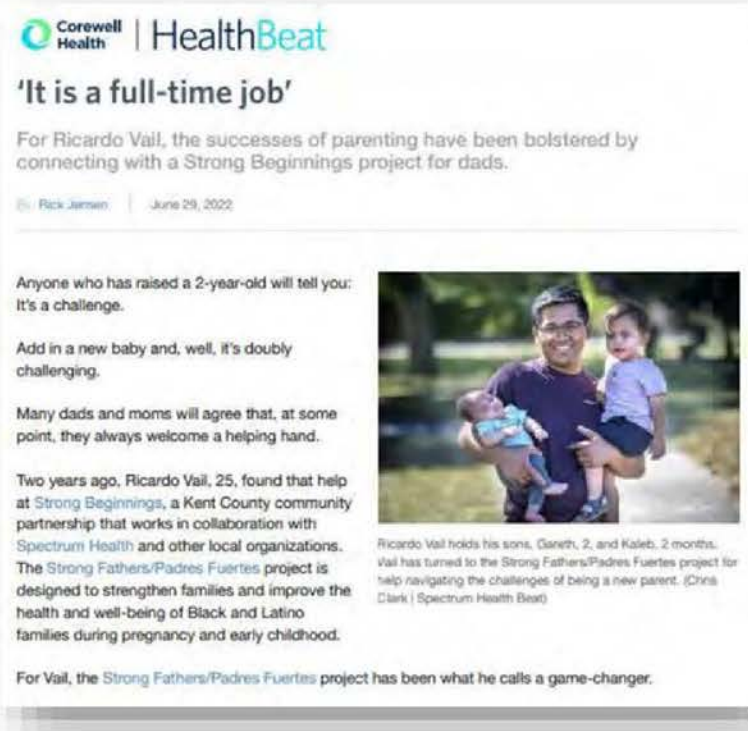 Corewell
Health
HealthBeat
'It is a full-time job'
For Ricardo Vail, the successes of parenting have been bolstered by
connecting with a Strong Beginnings project for dads.
By Rick Jensen | June 29, 2022
Anyone who has raised a 2-year-old will tell you:
It's a challenge.
Add in a new baby and, well, it's doubly
challenging.
Many dads and moms will agree that, at some
point, they always welcome a helping hand.
Two years ago, Ricardo Vail, 25, found that help
at Strong Beginnings, a Kent County community
partnership that works in collaboration with
Spectrum Health and other local organizations.
The Strong Fathers/Padres Fuertes project is
designed to strengthen families and improve the
health and well-being of Black and Latino
families during pregnancy and early childhood.
Ricardo Vail holds his sons, Gareth, 2, and Kaleb, 2 months.
Vail has turned to the Strong Fathers/Padres Fuertes project for
help navigating the challenges of being a new parent. (Chris
Clark | Spectrum Health Beat)
For Vail, the Strong Fathers/Padres Fuertes project has been what he calls a game-changer.